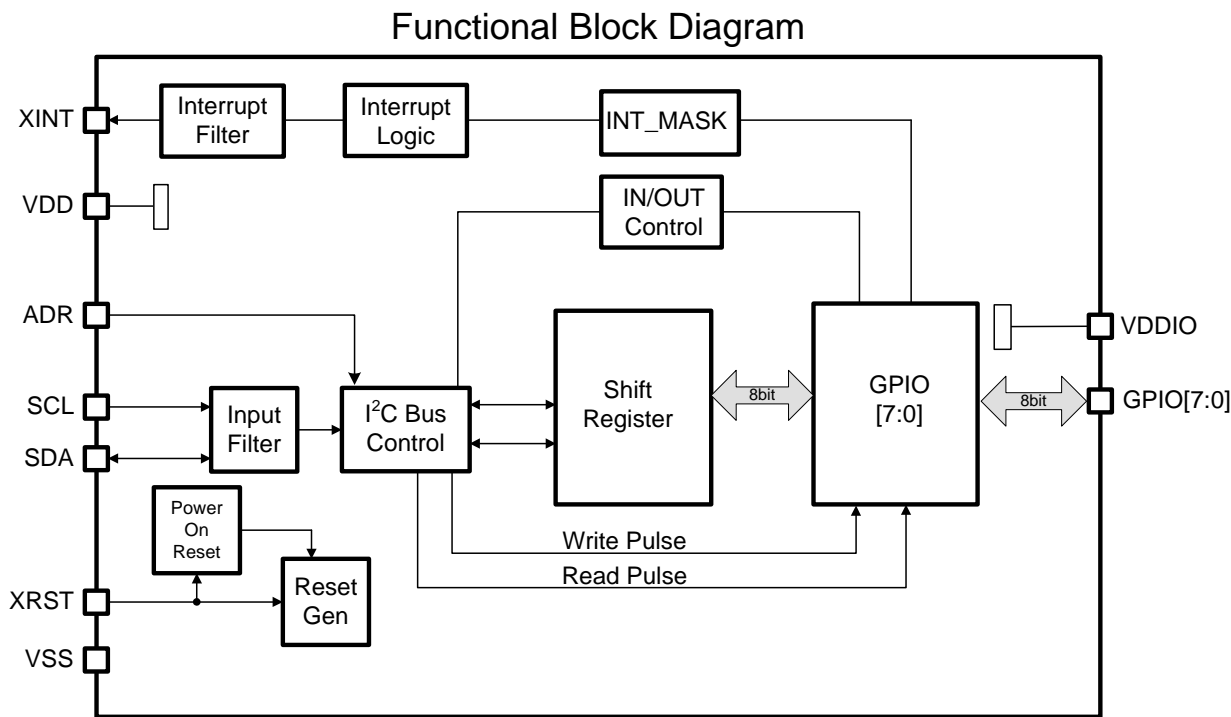 Functional Block Diagram
XINT
Interrupt
Filter
Interrupt
Logic
INT_MASK
VDD
IN/OUT
Control
ADR
VDDIO
SCL
SDA
Input
Filter
I²C Bus
Control
Shift
Register
8bit
GPIO
[7:0]
8bit
GPIO[7:0]
Power
On
Reset
Write Pulse
Read Pulse
XRST
Reset
Gen
VSS